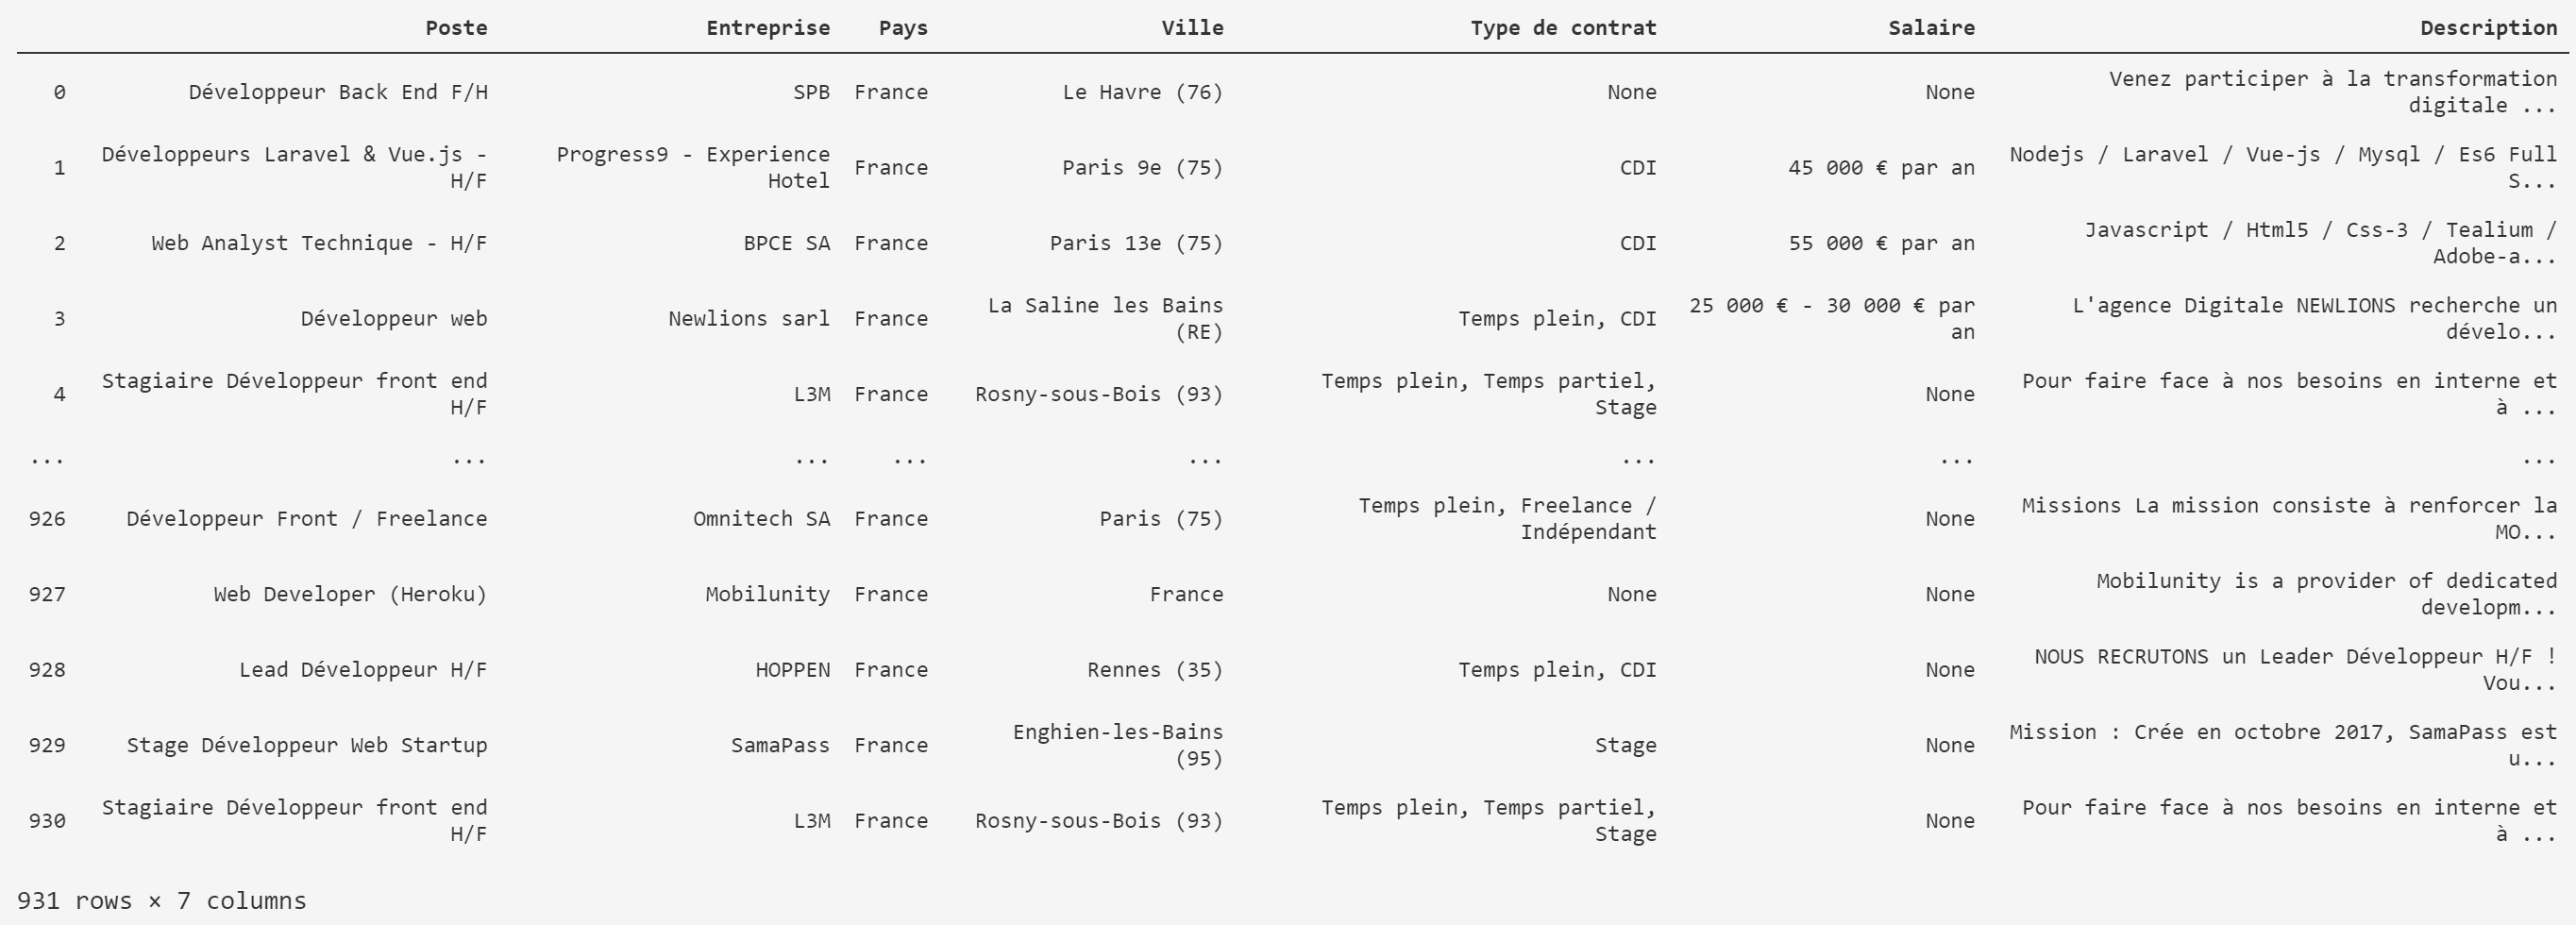 Poste Entreprise Pays Ville Type de contrat Salaire Description
0 Développeur Back End F/H SPB France Le Havre (76) None None Venez participer à la transformation
digitale ...
1 Développeurs Laravel & Vue.js - H/F Progress9 - Experience Hotel France Paris 9e (75) CDI 45 000 € par an Nodejs / Laravel / Vue-js / Mysql / Es6 Full
S...
2 Web Analyst Technique - H/F BPCE SA France Paris 13e (75) CDI 55 000 € par an Javascript / Html5 / Css-3 / Tealium /
Adobe-a...
3 Développeur web Newlions sarl France La Saline les Bains (RE) Temps plein, CDI 25 000 € - 30 000 € par an L'agence Digitale NEWLIONS recherche un
dévelo...
4 Stagiaire Développeur front end H/F L3M France Rosny-sous-Bois (93) Temps plein, Temps partiel, Stage None Pour faire face à nos besoins en interne et
à ...
... ... ... ... ... ... ... ...
926 Développeur Front / Freelance Omnitech SA France Paris (75) Temps plein, Freelance / Indépendant None Missions La mission consiste à renforcer la
MO...
927 Web Developer (Heroku) Mobilunity France France None None Mobilunity is a provider of dedicated
developm...
928 Lead Développeur H/F HOPPEN France Rennes (35) Temps plein, CDI None NOUS RECRUTONS un Leader Développeur H/F !
Vou...
929 Stage Développeur Web Startup SamaPass France Enghien-les-Bains (95) Stage None Mission : Crée en octobre 2017, SamaPass est
u...
930 Stagiaire Développeur front end H/F L3M France Rosny-sous-Bois (93) Temps plein, Temps partiel, Stage None Pour faire face à nos besoins en interne et
à ...
931 rows × 7 columns